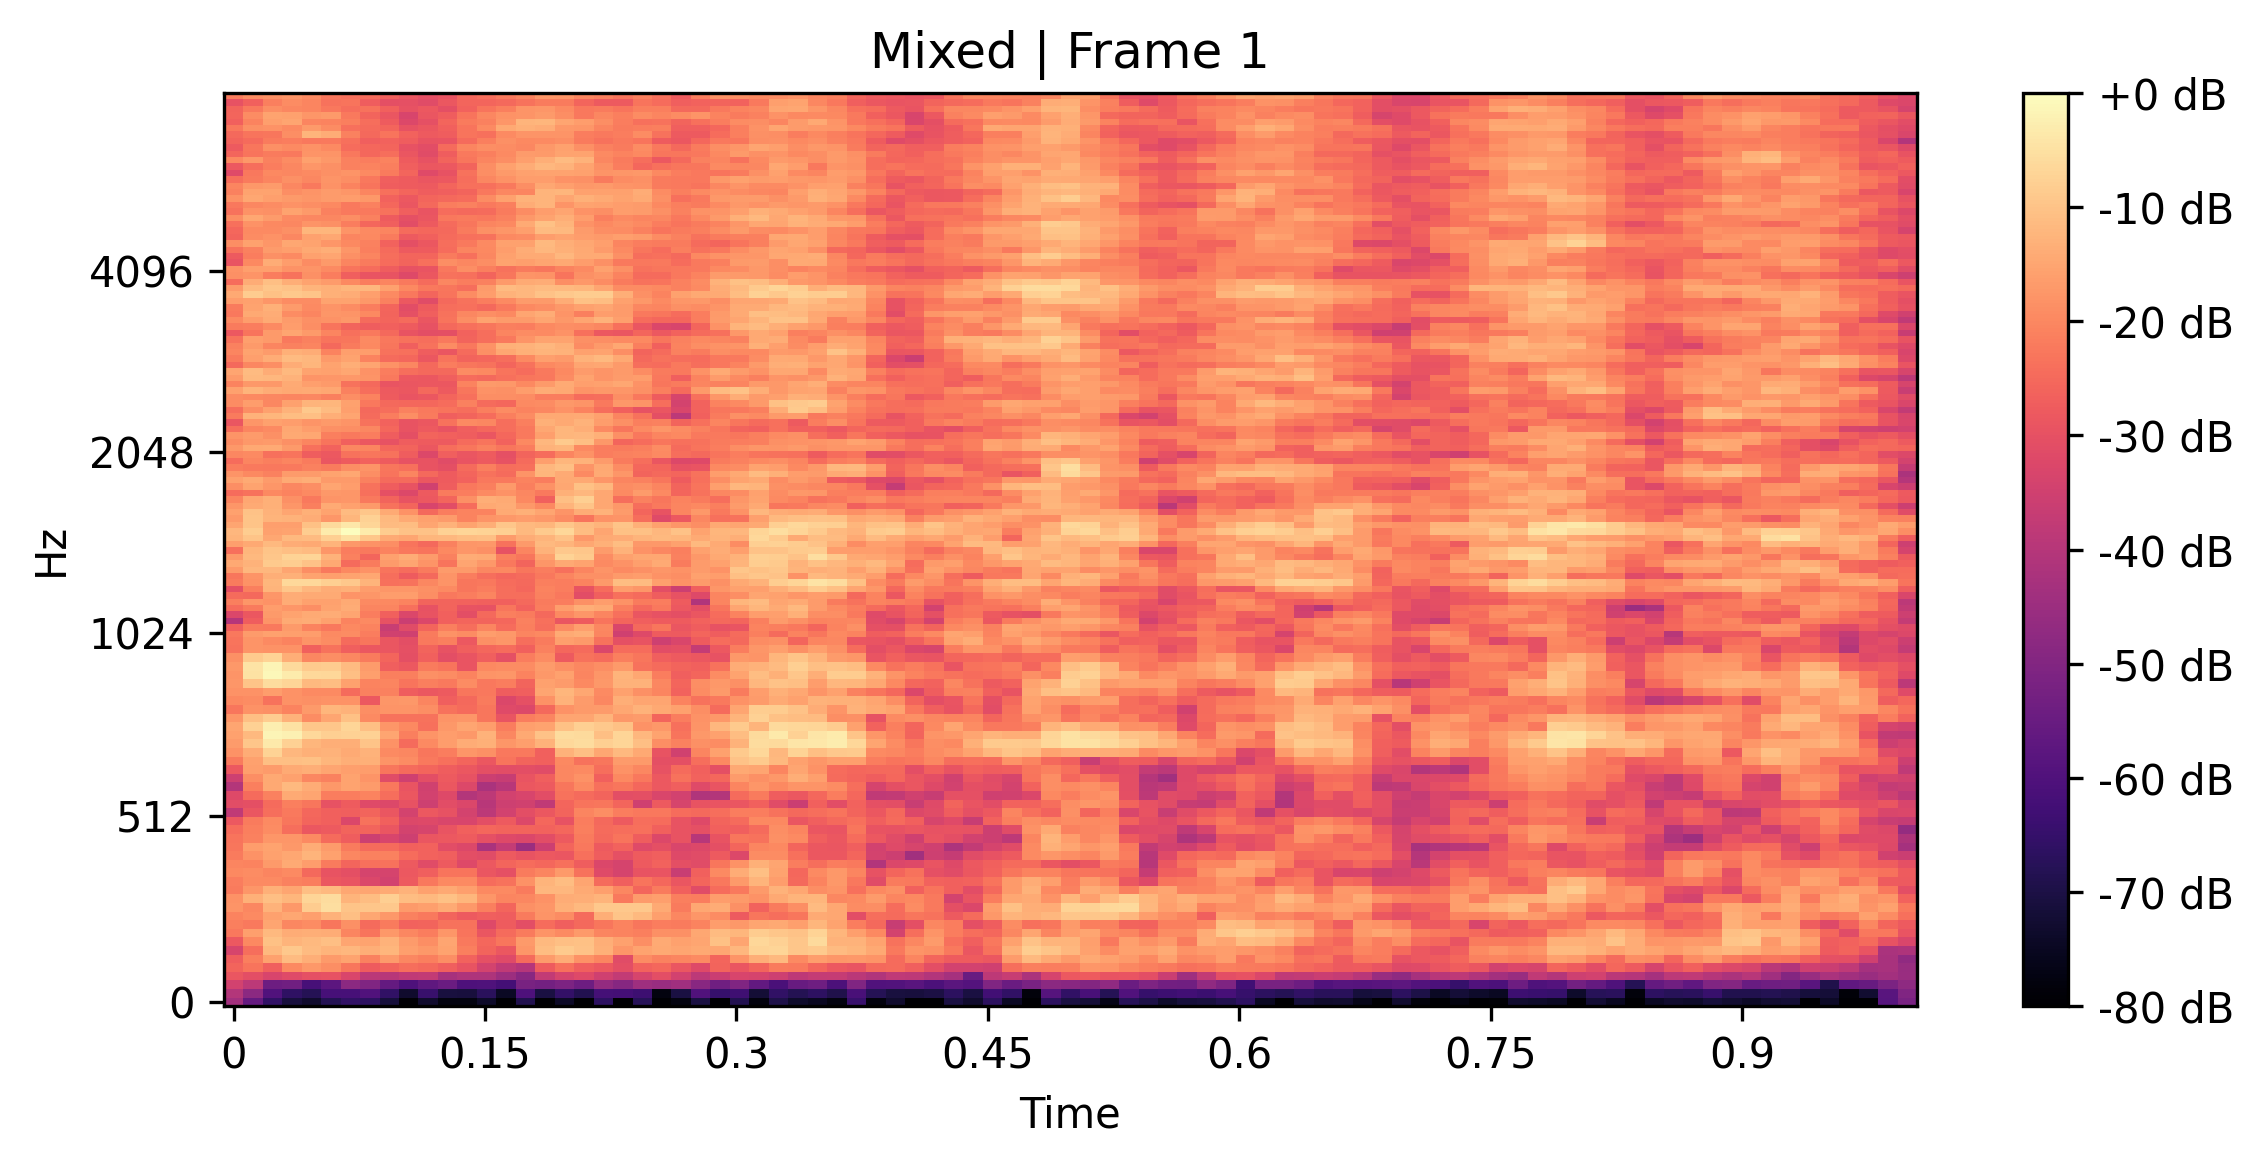 Mixed | Frame 1
+0 dB
-10 dB
-20 dB
-30 dB
-40 dB
-50 dB
-60 dB
-70 dB
-80 dB
4096
2048
1024
512
0
Hz
0 0.15 0.3 0.45 0.6 0.75 0.9
Time